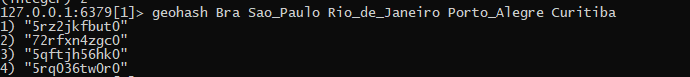 (integer) 2
127.0.0.1:6379[1]> geohash Bra Sao_Paulo Rio_de_Janeiro Porto_Alegre Curitiba
1) "5rz2jkfbut0"
2) "72rfxn4zgc0"
3) "5qftjh56hk0"
4) "5rq036tw0r0"